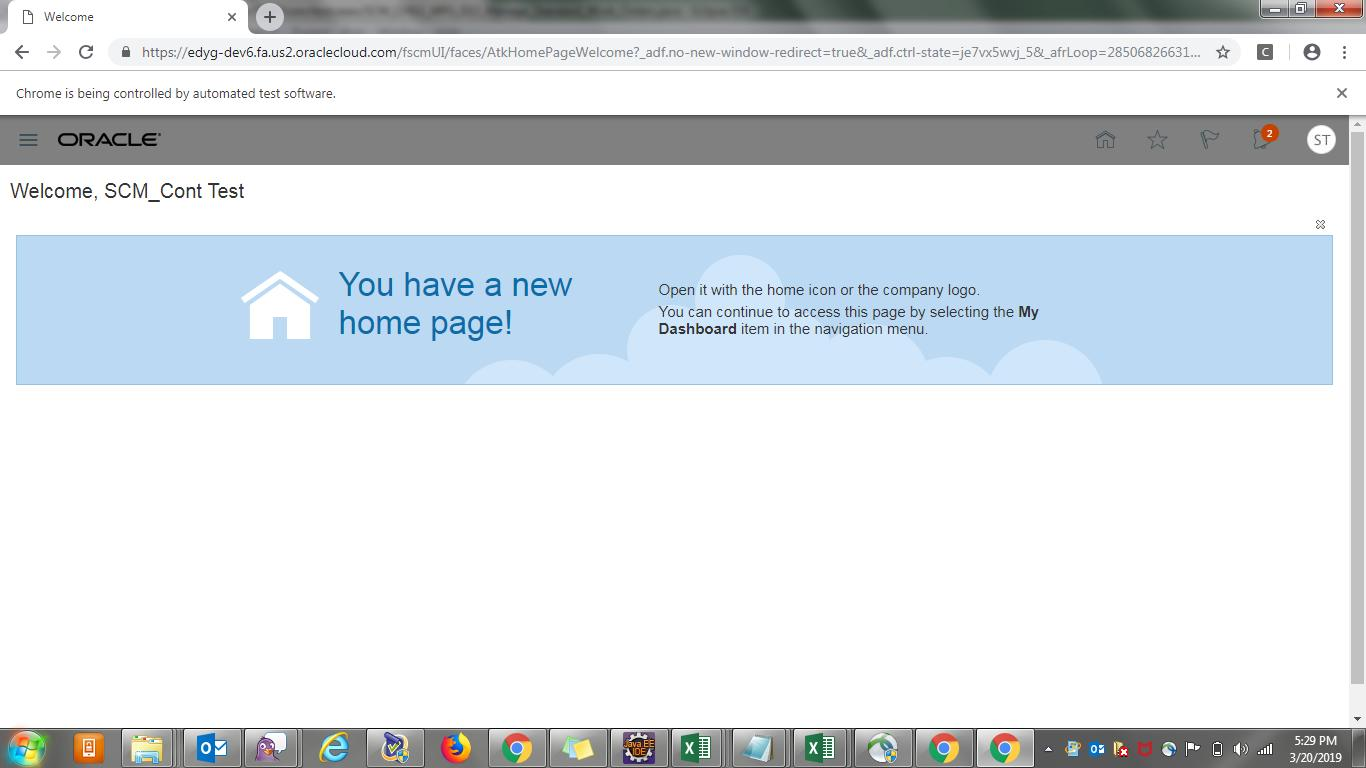 Welcome
https://edyg-dev6.fa.us2.oraclecloud.com/fscmUI/faces/AtkHomePageWelcome?_adf.no-new-window-redirect=true&_adf.ctrl-state=je7vx5wvj_5&_afrLoop=28506826631...
C
Chrome is being controlled by automated test software.
ORACLE
2
ST
Welcome, SCM_Cont Test
You have a new
home page!
Open it with the home icon or the company logo.
You can continue to access this page by selecting the My
Dashboard item in the navigation menu.
Java EE
IDE
5:29 PM
3/20/2019